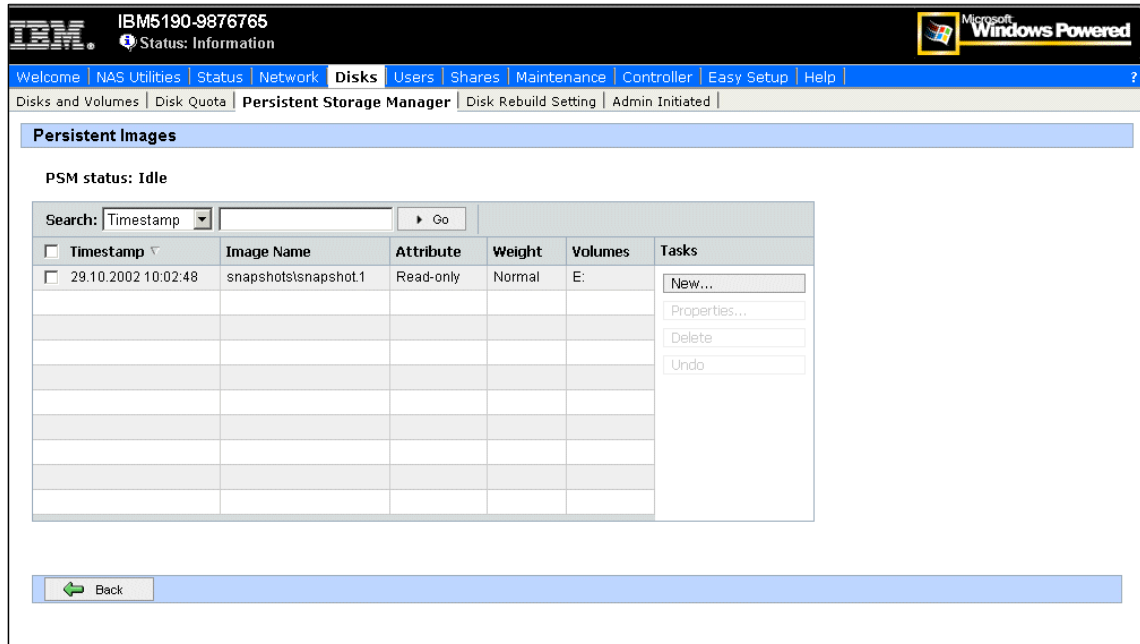 IBM
IBM5190-9876765
Status: Information
Microsoft
Windows Powered
Welcome | NAS Utilities | Status | Network | Disks | Users | Shares | Maintenance | Controller | Easy Setup | Help | ?
Disks and Volumes | Disk Quota | Persistent Storage Manager | Disk Rebuild Setting | Admin Initiated |
Persistent Images
PSM status: Idle
Search: Timestamp Go
Timestamp Image Name Attribute Weight Volumes Tasks
29.10.2002 10:02:48 snapshots\snapshot.1 Read-only Normal E:
New...
Properties...
Delete
Undo
Back